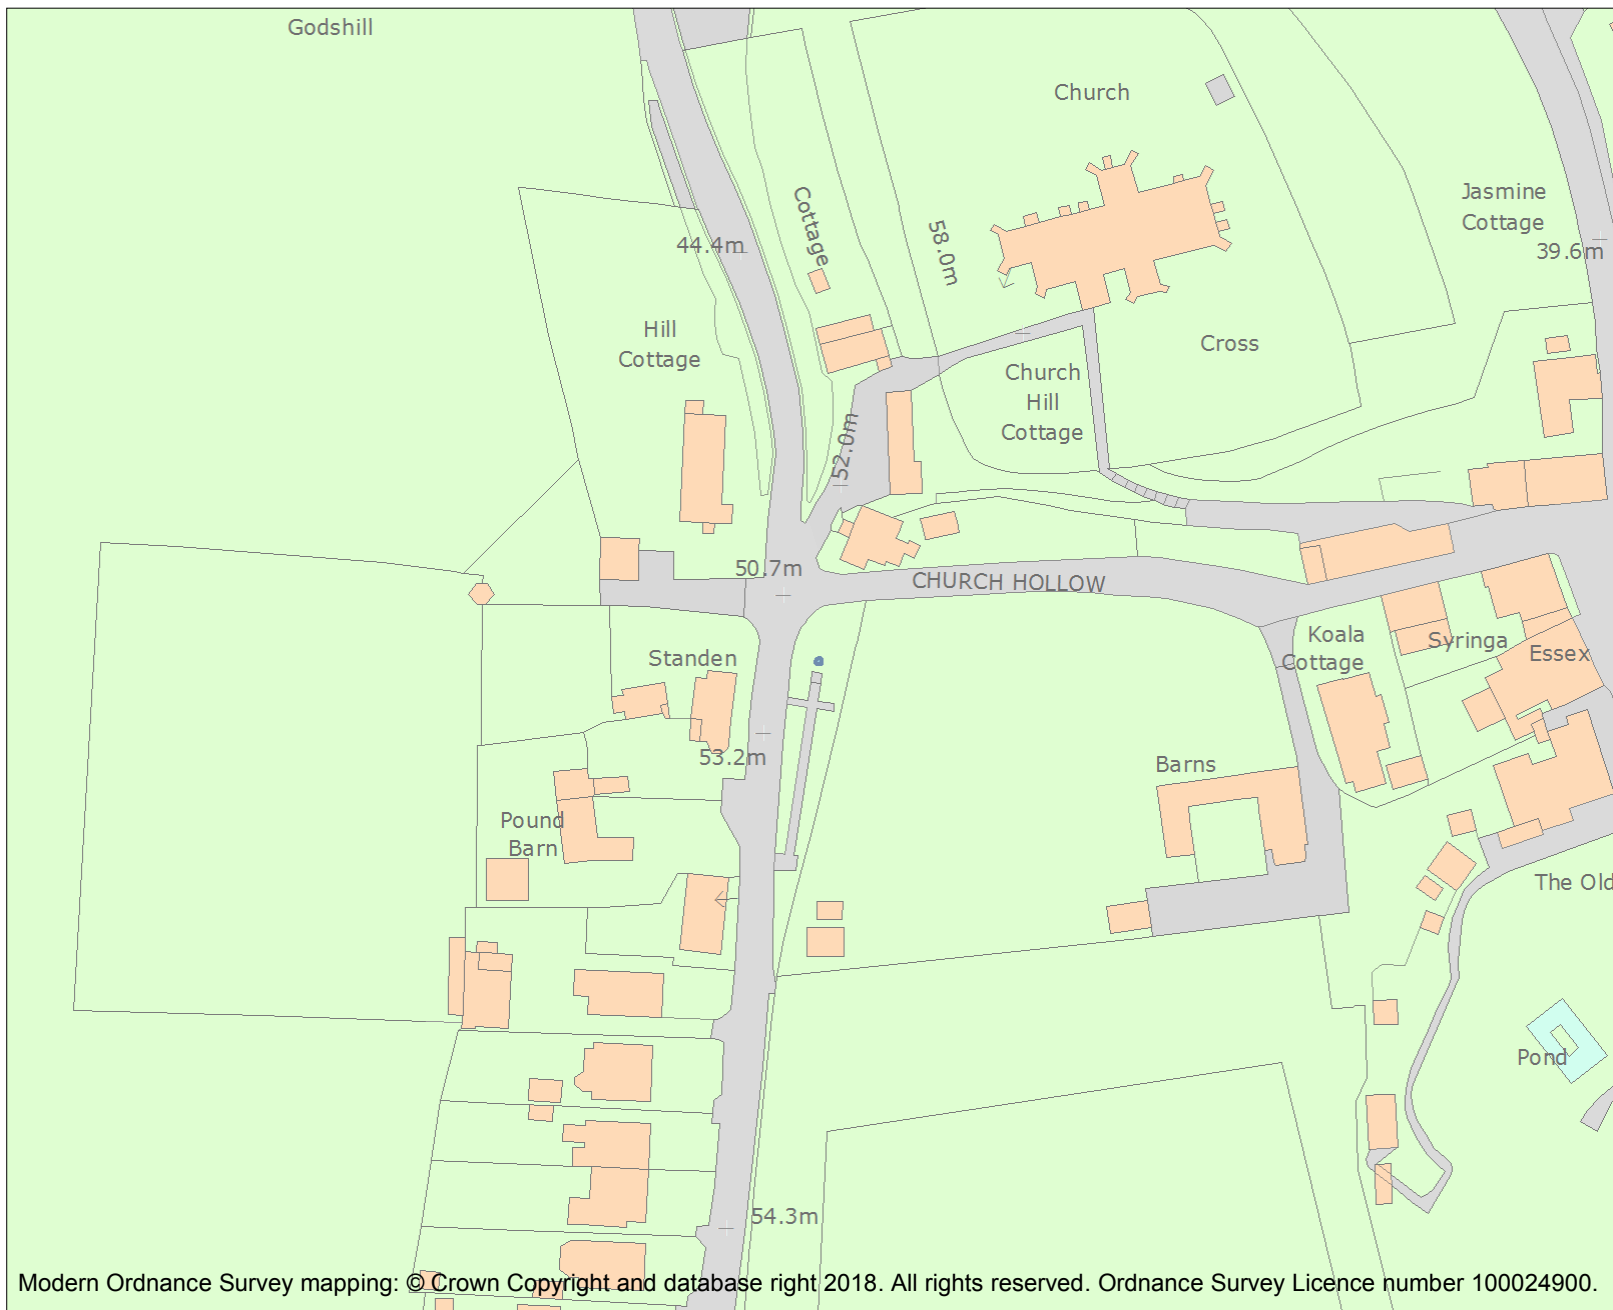 Godshill
Church
Jasmine
Cottage
Cottage
58.0m
44.4m
39.6m
Hill
Cottage
Cross
Church
Hill
Cottage
52.0m
50.7m
CHURCH HOLLOW
Koala
Cottage
Syringa
Essex
Standen
53.2m
Barns
Pound
Barn
The Old
Pond
54.3m
Modern Ordnance Survey mapping: © Crown Copyright and database right 2018. All rights reserved. Ordnance Survey Licence number 100024900.